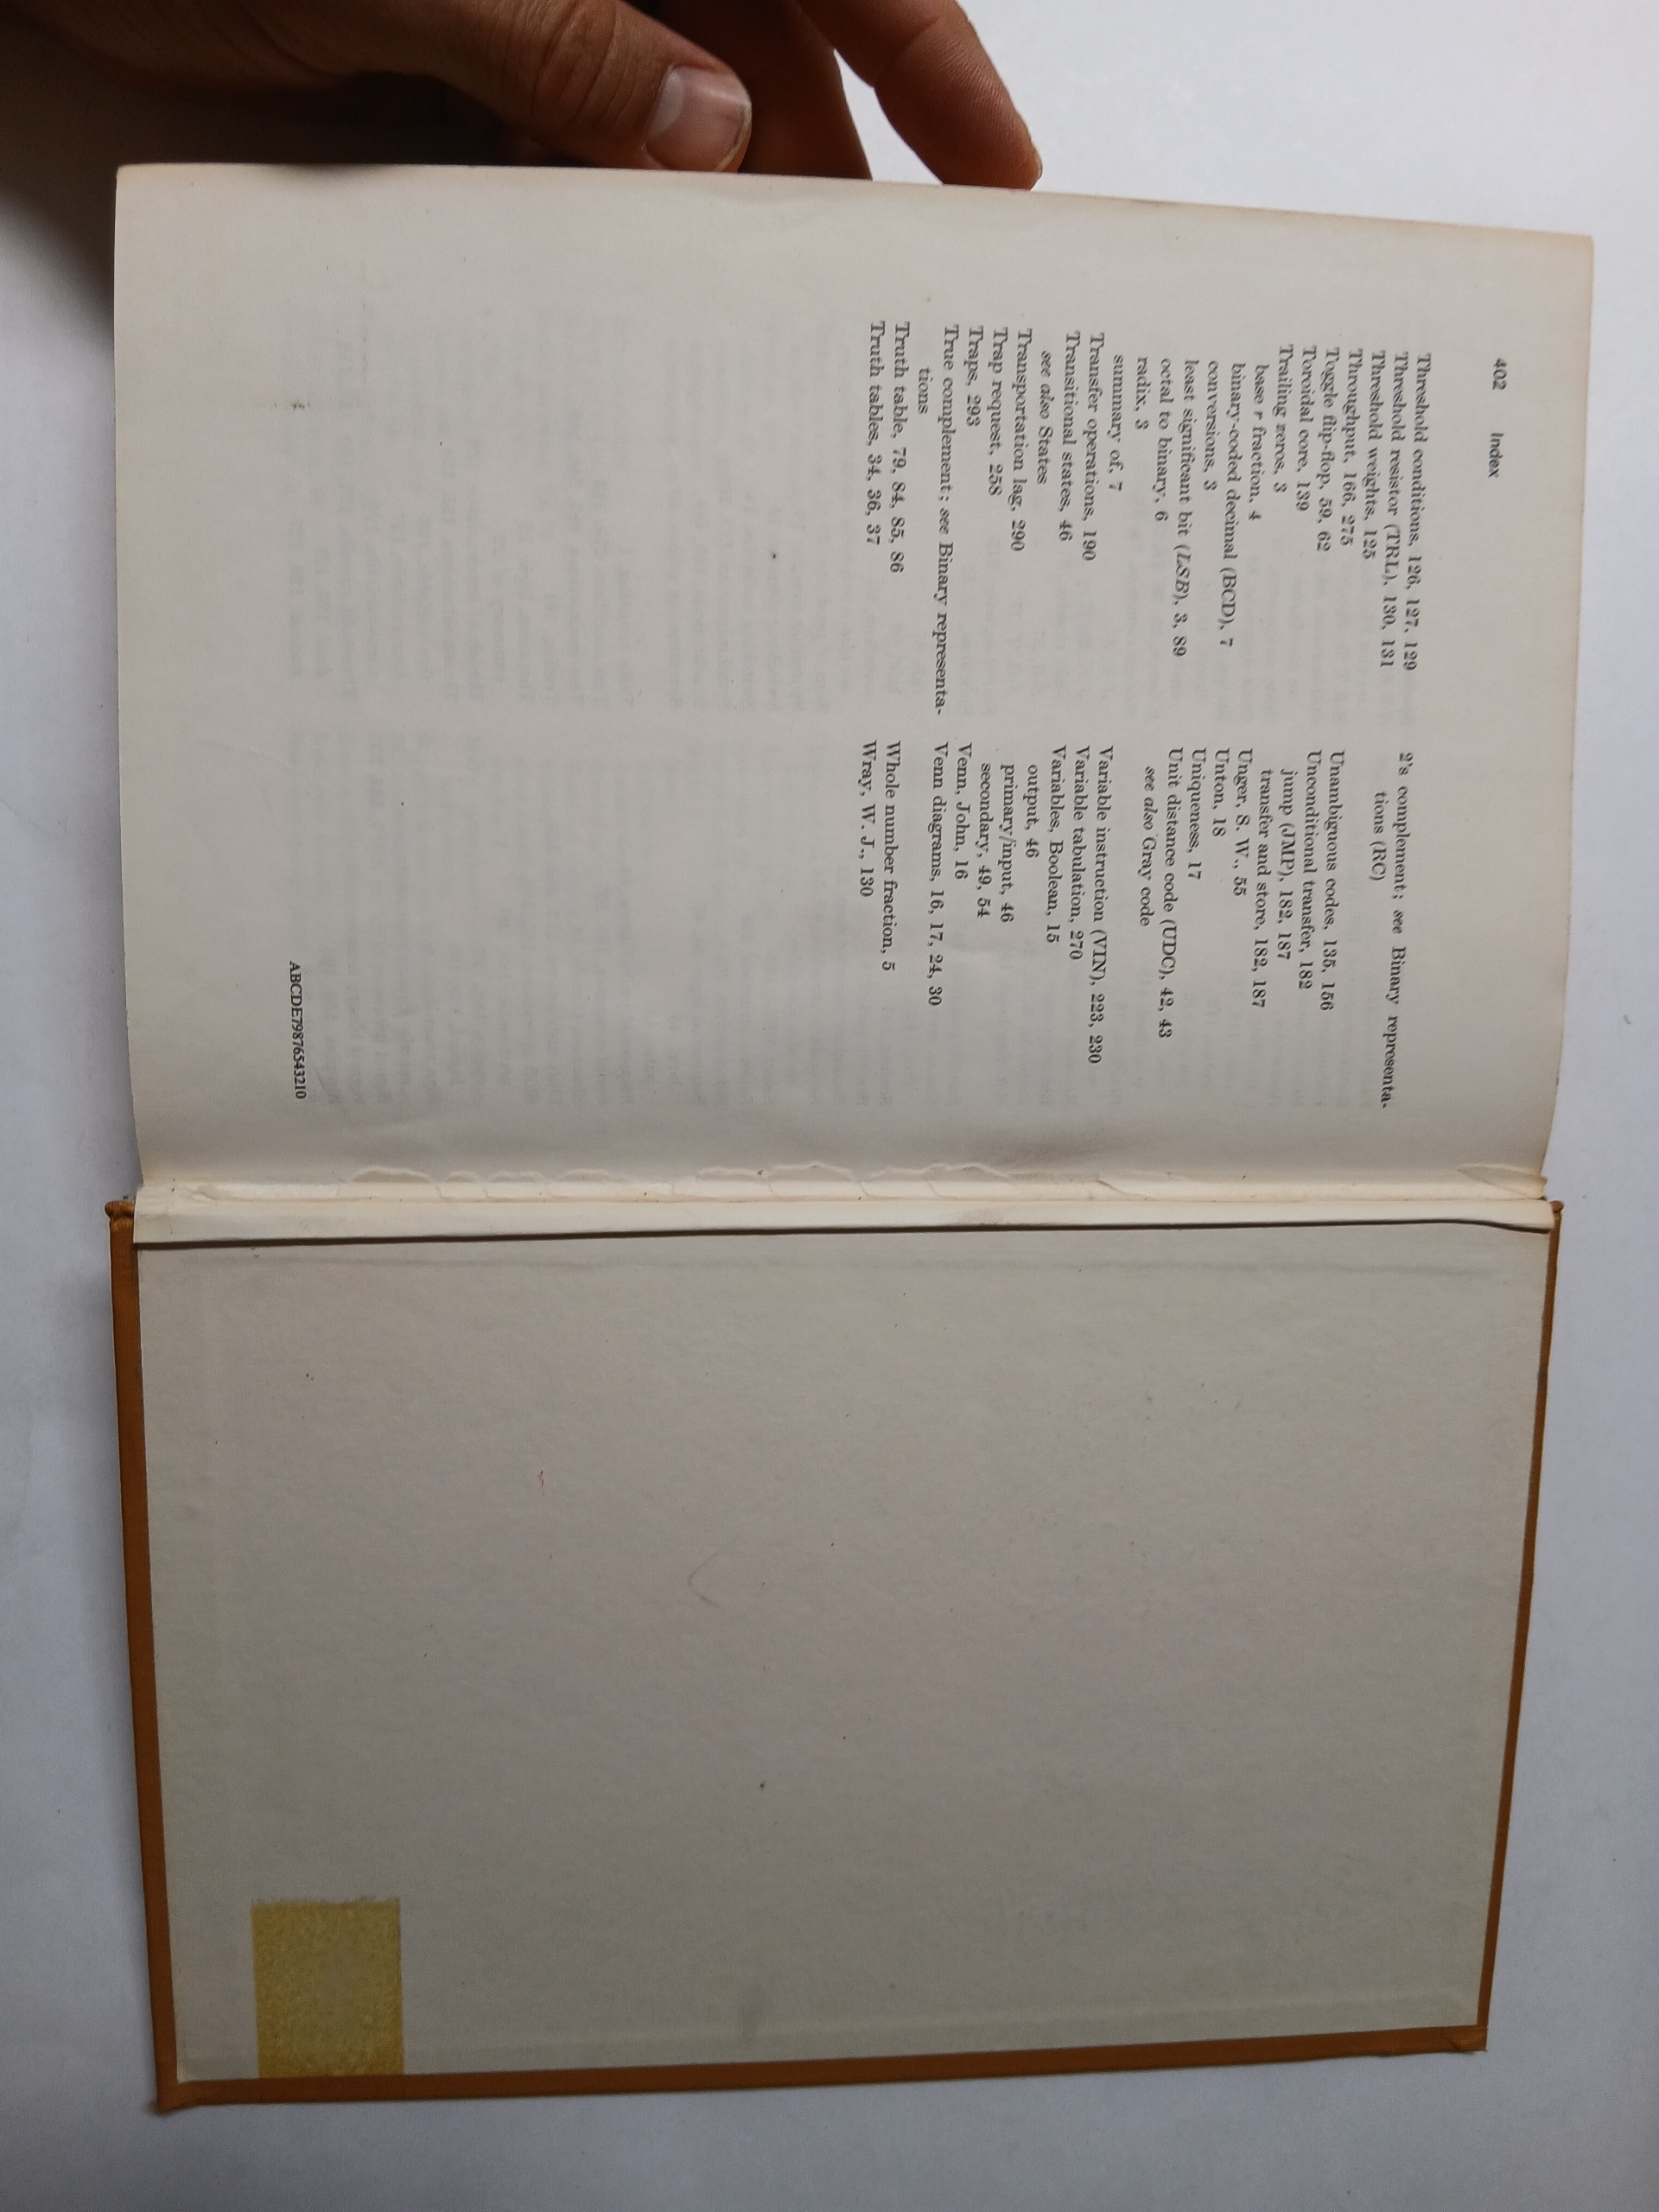 402 Index
Threshold conditions, 126, 127, 129
Threshold resistor (TRL), 130, 131
Threshold weights, 125
Throughput, 166, 275
Toggle flip-flop, 59, 62
Toroidal core, 139
Trailing zeros, 3
base r fraction, 4
binary-coded decimal (BCD), 7
conversions, 3
least significant bit (LSB), 3, 89
octal to binary, 6
radix, 3
summary of, 7
Transfer operations, 190
Transitional states, 46
see also States
Transportation lag, 290
Trap request, 258
Traps, 293
True complement; see Binary representa-
tions
Truth table, 79, 84, 85, 86
Truth tables, 34, 36, 37
2's complement; see Binary representa-
tions (RC)
Unambiguous codes, 135, 156
Unconditional transfer, 182
jump (JMP), 182, 187
transfer and store, 182, 187
Unger, S. W., 55
Unton, 18
Uniqueness, 17
Unit distance code (UDC), 42, 43
see also Gray code
Variable instruction (VIN), 223, 230
Variable tabulation, 270
Variables, Boolean, 15
output, 46
primary/input, 46
secondary, 49, 54
Venn, John, 16
Venn diagrams, 16, 17, 24, 30
Whole number fraction, 5
Wray, W. J., 130
ABCDE79876543210